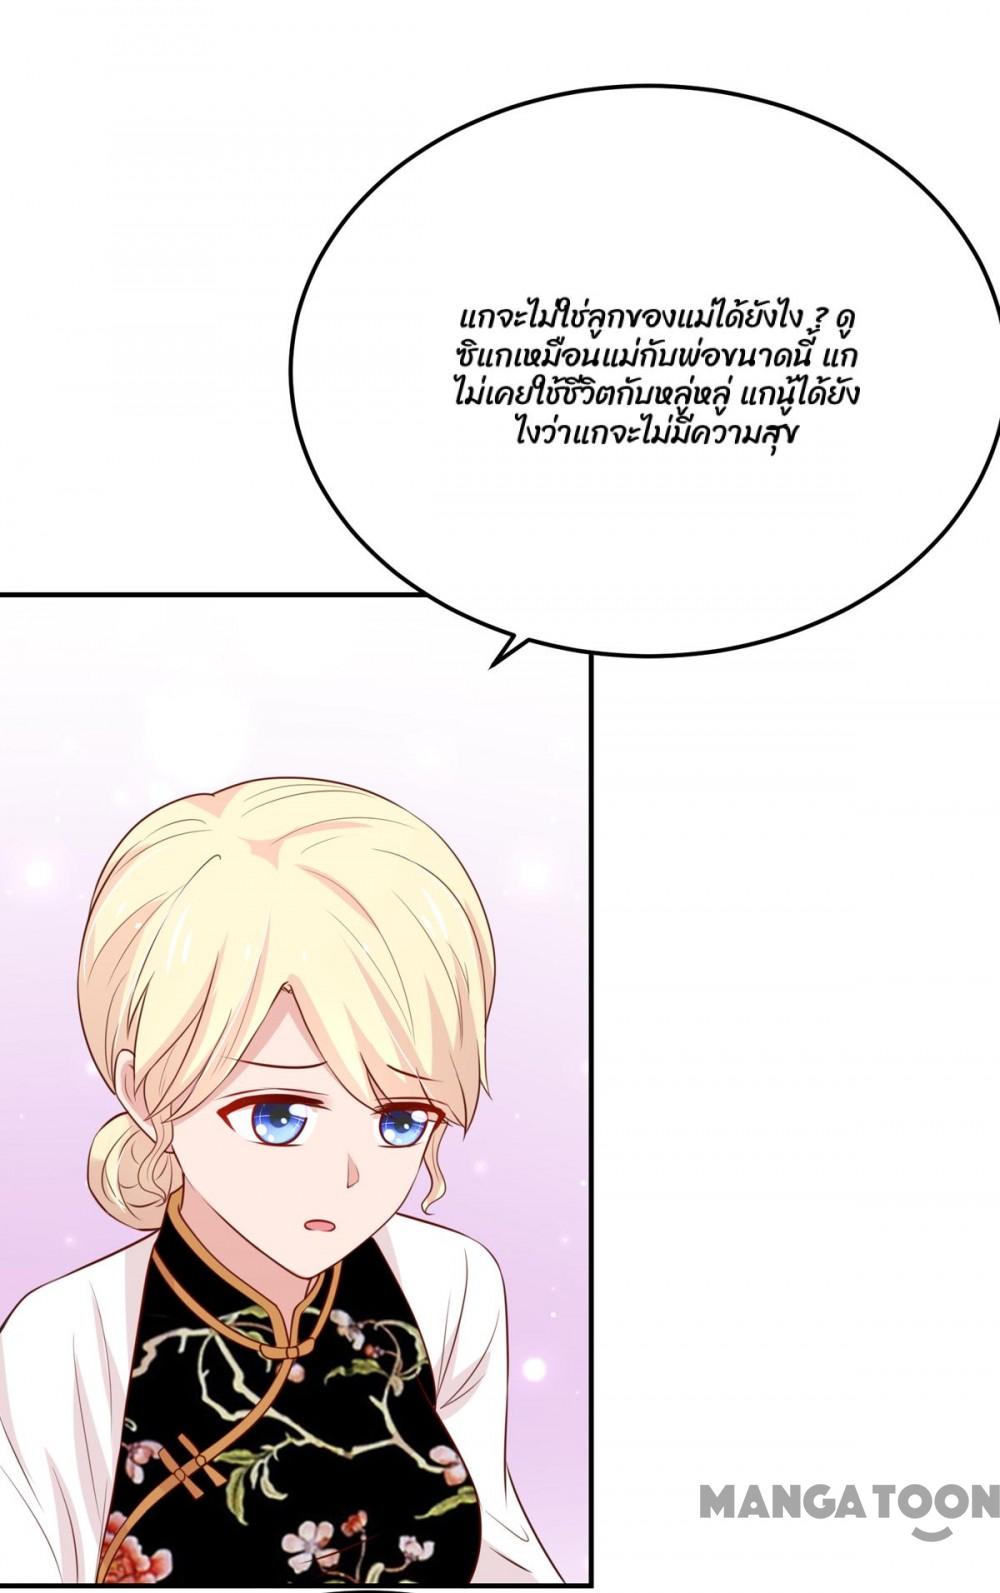 แกจะไม่ใช่ลูกของแม่ได้ยังไง ? ดู
ซิแกเหมือนแม่กับพ่อขนาดนี้ แก
ไม่เคยใช้ชีวิตกับหลู่หลู่ แกนู้ได้ยัง
ไงว่าแกจะไม่มีความสุข
MANGATOON